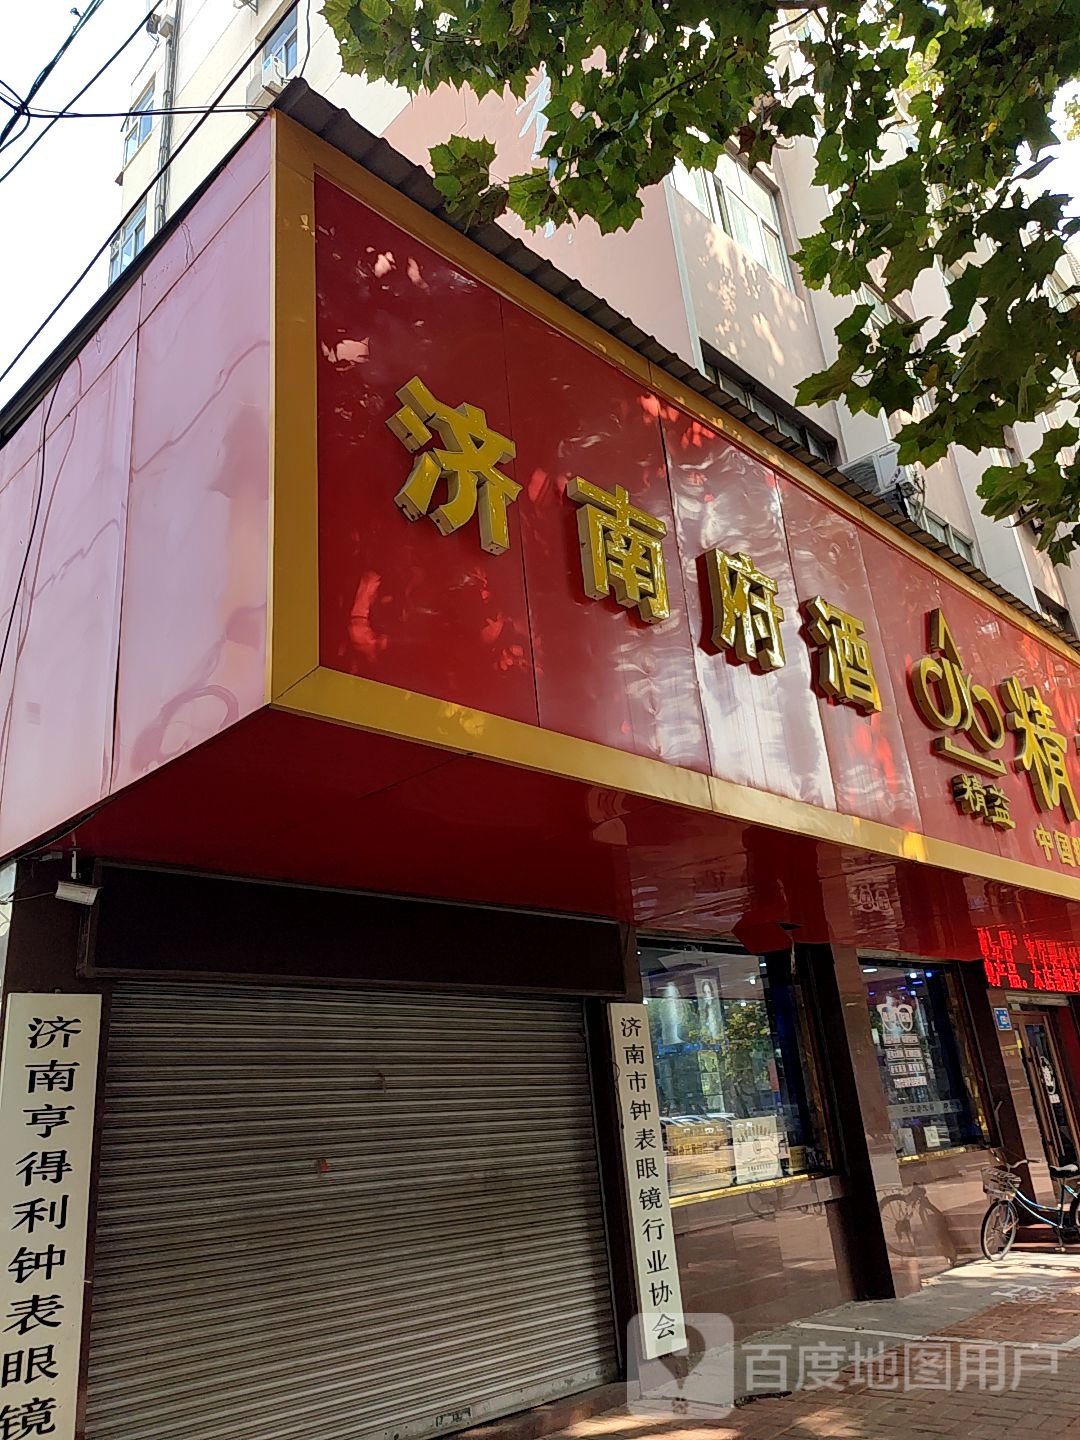 济南府酒
精
精益
中国
济南亨得利钟表眼镜
济南市钟表眼镜行业协会
百度地图用户